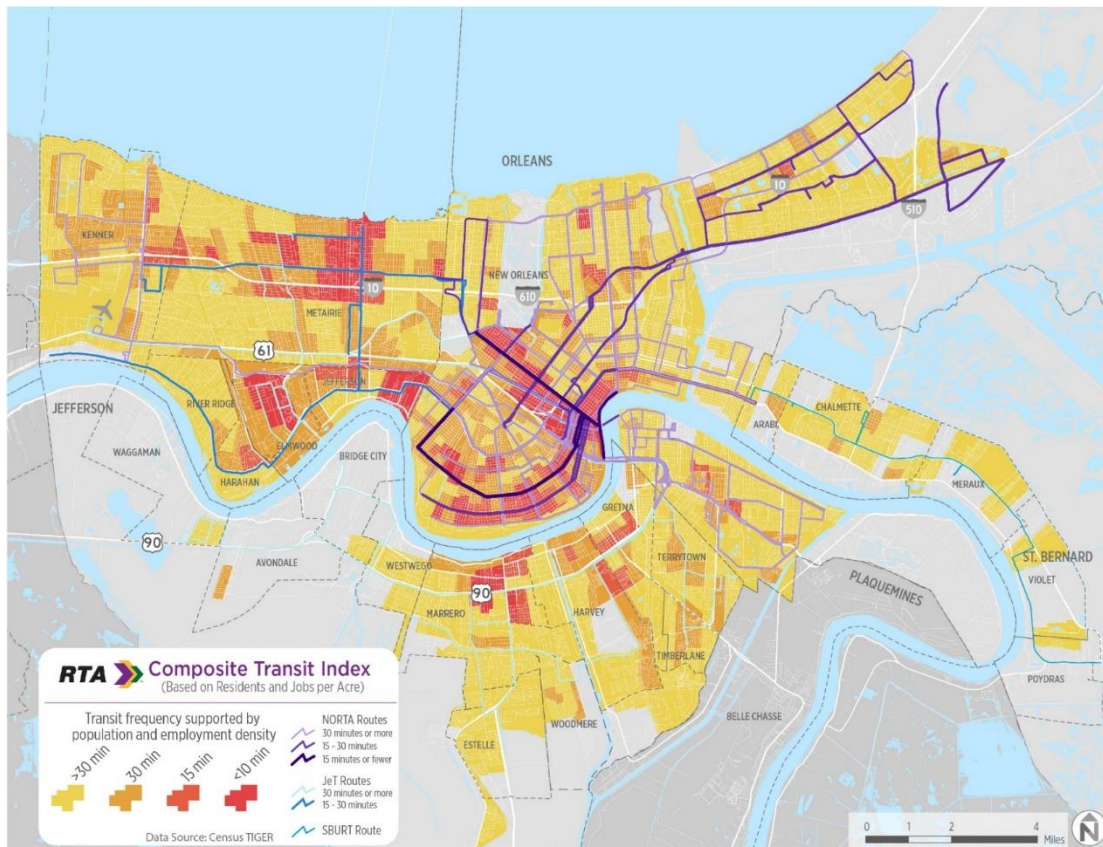 ORLEANS
10
510
KENNER
NEW ORLEANS
610
10
METAIRIE
61
JEFFERSON
RIVER RIDGE
JEFFERSON
ELMWOOD
WAGGAMAN
HARAHAN
BRIDGE CITY
ARABI
CHALMETTE
MERAUX
GRETNA
90
AVONDALE
WESTWEGO
TERRYTOWN
ST. BERNARD
VIOLET
90
MARRERO
HARVEY
PLAQUEMINES
TIMBERLANE
POYDRAS
WOODMERE
BELLE CHASSE
ESTELLE
RTA Composite Transit Index
(Based on Residents and Jobs per Acre)
Transit frequency supported by
population and employment density
>30 min
30 min
15 min
<10 min
NORTA Routes
30 minutes or more
15 - 30 minutes
15 minutes or fewer
JeT Routes
30 minutes or more
15 - 30 minutes
SBURT Route
Data Source: Census TIGER
0 1 2 4
Miles
N